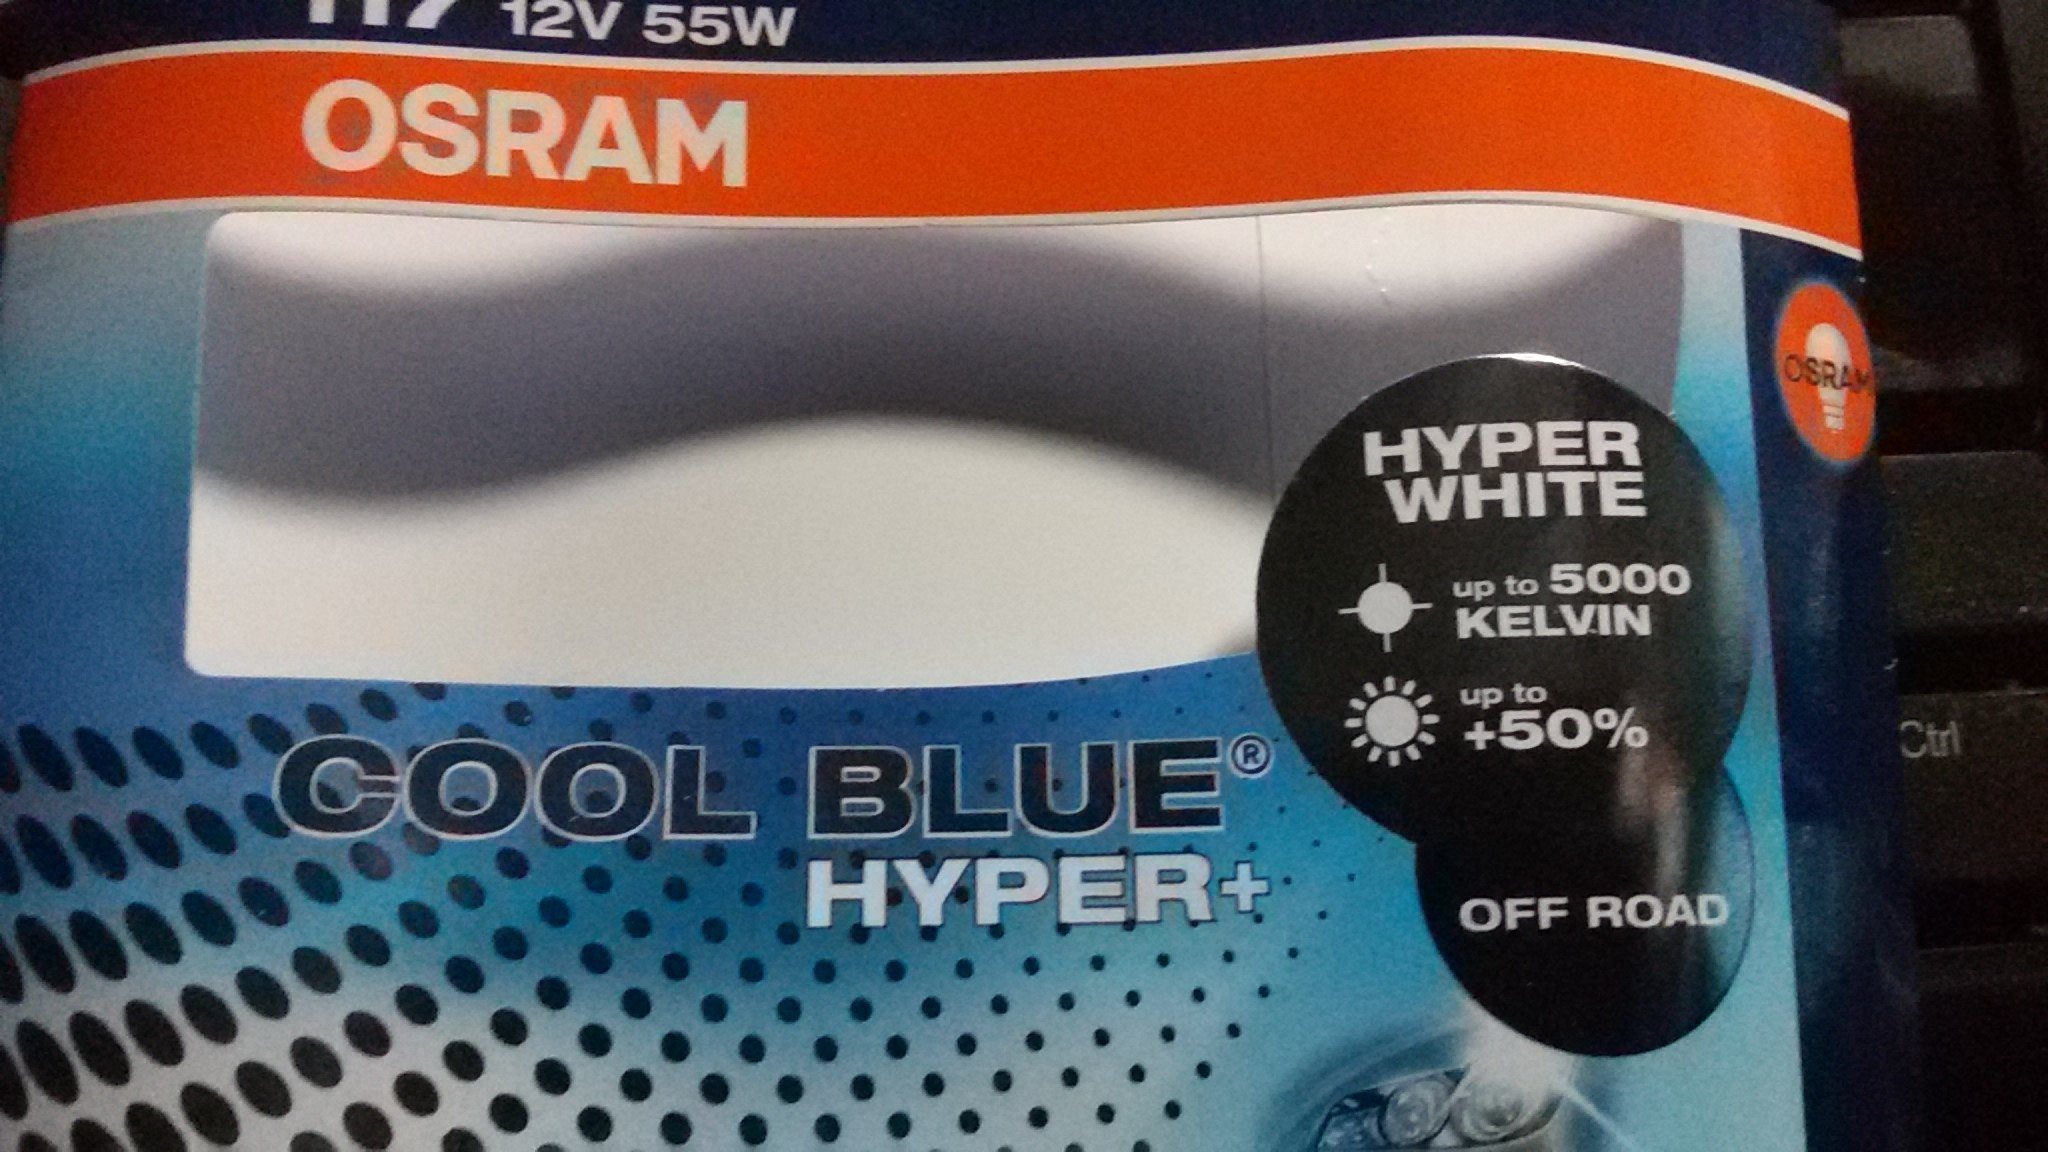 H7 12V 55W
OSRAM
OSRAM
HYPER
WHITE
up to 5000
KELVIN
up to
+50%
COOL BLUE®
HYPER+
OFF ROAD
Ctrl